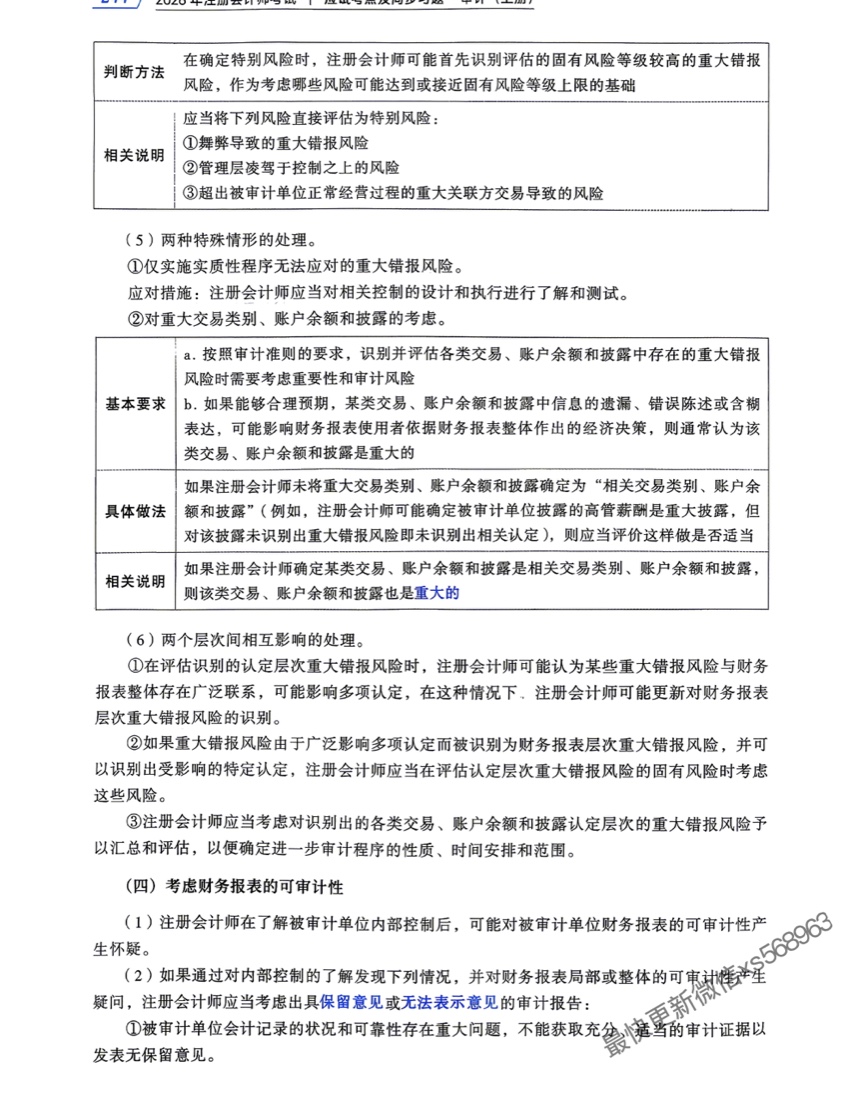 2026 年注册会计师考试 应试考点及同步习题 审计（上册）
判断方法
在确定特别风险时，注册会计师可能首先识别评估的固有风险等级较高的重大错报
风险，作为考虑哪些风险可能达到或接近固有风险等级上限的基础
相关说明
应当将下列风险直接评估为特别风险：
①舞弊导致的重大错报风险
②管理层凌驾于控制之上的风险
③超出被审计单位正常经营过程的重大关联方交易导致的风险
（5）两种特殊情形的处理。
①仅实施实质性程序无法应对的重大错报风险。
应对措施：注册会计师应当对相关控制的设计和执行进行了解和测试。
②对重大交易类别、账户余额和披露的考虑。
基本要求
a. 按照审计准则的要求，识别并评估各类交易、账户余额和披露中存在的重大错报
风险时需要考虑重要性和审计风险
b. 如果能够合理预期，某类交易、账户余额和披露中信息的遗漏、错误陈述或含糊
表达，可能影响财务报表使用者依据财务报表整体作出的经济决策，则通常认为该
类交易、账户余额和披露是重大的
具体做法
如果注册会计师未将重大交易类别、账户余额和披露确定为“相关交易类别、账户余
额和披露”（例如，注册会计师可能确定被审计单位披露的高管薪酬是重大披露，但
对该披露未识别出重大错报风险即未识别出相关认定），则应当评价这样做是否适当
相关说明
如果注册会计师确定某类交易、账户余额和披露是相关交易类别、账户余额和披露，
则该类交易、账户余额和披露也是重大的
（6）两个层次间相互影响的处理。
①在评估识别的认定层次重大错报风险时，注册会计师可能认为某些重大错报风险与财务
报表整体存在广泛联系，可能影响多项认定，在这种情况下、注册会计师可能更新对财务报表
层次重大错报风险的识别。
②如果重大错报风险由于广泛影响多项认定而被识别为财务报表层次重大错报风险，并可
以识别出受影响的特定认定，注册会计师应当在评估认定层次重大错报风险的固有风险时考虑
这些风险。
③注册会计师应当考虑对识别出的各类交易、账户余额和披露认定层次的重大错报风险予
以汇总和评估，以便确定进一步审计程序的性质、时间安排和范围。
（四）考虑财务报表的可审计性
（1）注册会计师在了解被审计单位内部控制后，可能对被审计单位财务报表的可审计性产
生怀疑。
（2）如果通过对内部控制的了解发现下列情况，并对财务报表局部或整体的可审计性产生
疑问，注册会计师应当考虑出具保留意见或无法表示意见的审计报告：
①被审计单位会计记录的状况和可靠性存在重大问题，不能获取充分、适当的审计证据以
发表无保留意见。
最快更新微信xs568963